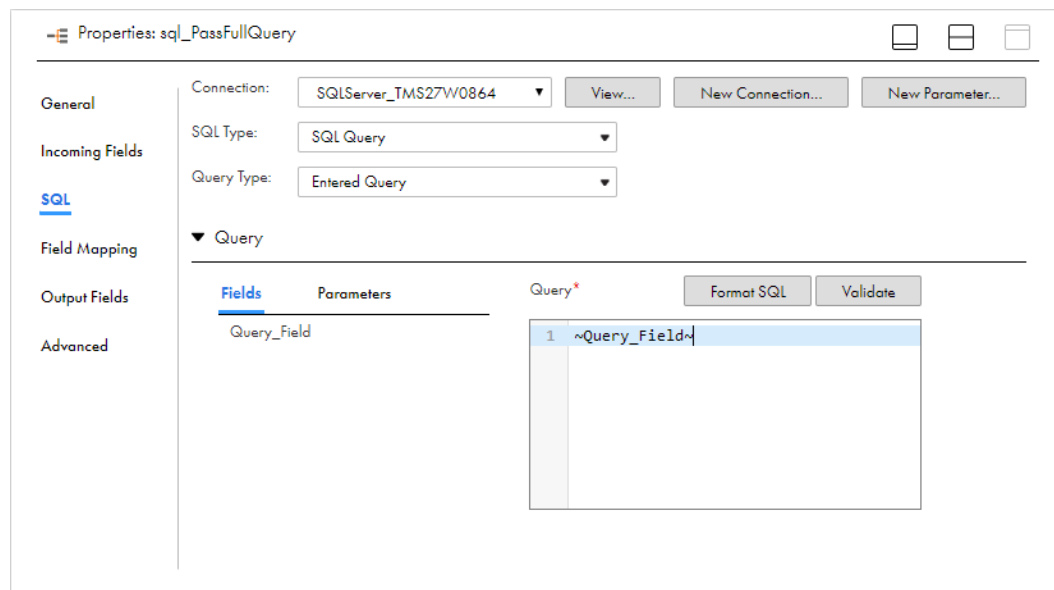 Properties: sql_PassFullQuery
General
Incoming Fields
SQL
Field Mapping
Output Fields
Advanced
Connection: SQLServer_TMS27W0864 View... New Connection... New Parameter...
SQL Type: SQL Query
Query Type: Entered Query
Query
Fields Parameters
Query_Field
Query* Format SQL Validate
1 ~Query_Field~